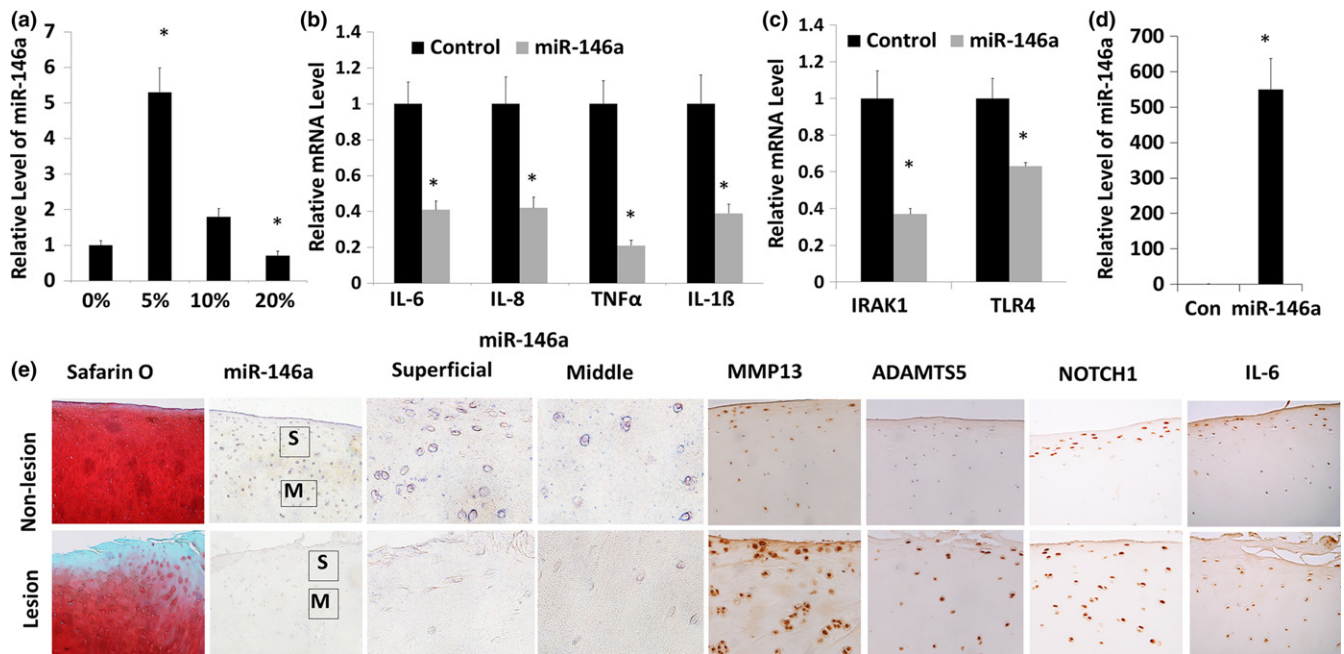 (a)
Relative Level of miR-146a
7
6
5
4
3
2
1
0
*
*
0% 5% 10% 20%
(b)
Relative mRNA Level
1.4
1.2
1
0.8
0.6
0.4
0.2
0
Control miR-146a
*
*
*
*
IL-6 IL-8 TNFα IL-1ß
(c)
Relative mRNA Level
1.4
1.2
1
0.8
0.6
0.4
0.2
0
Control miR-146a
*
*
IRAK1 TLR4
(d)
Relative Level of miR-146a
700
600
500
400
300
200
100
0
*
Con miR-146a
miR-146a
(e)
Safarin O miR-146a Superficial Middle MMP13 ADAMTS5 NOTCH1 IL-6
Non-lesion
S
M
Lesion
S
M